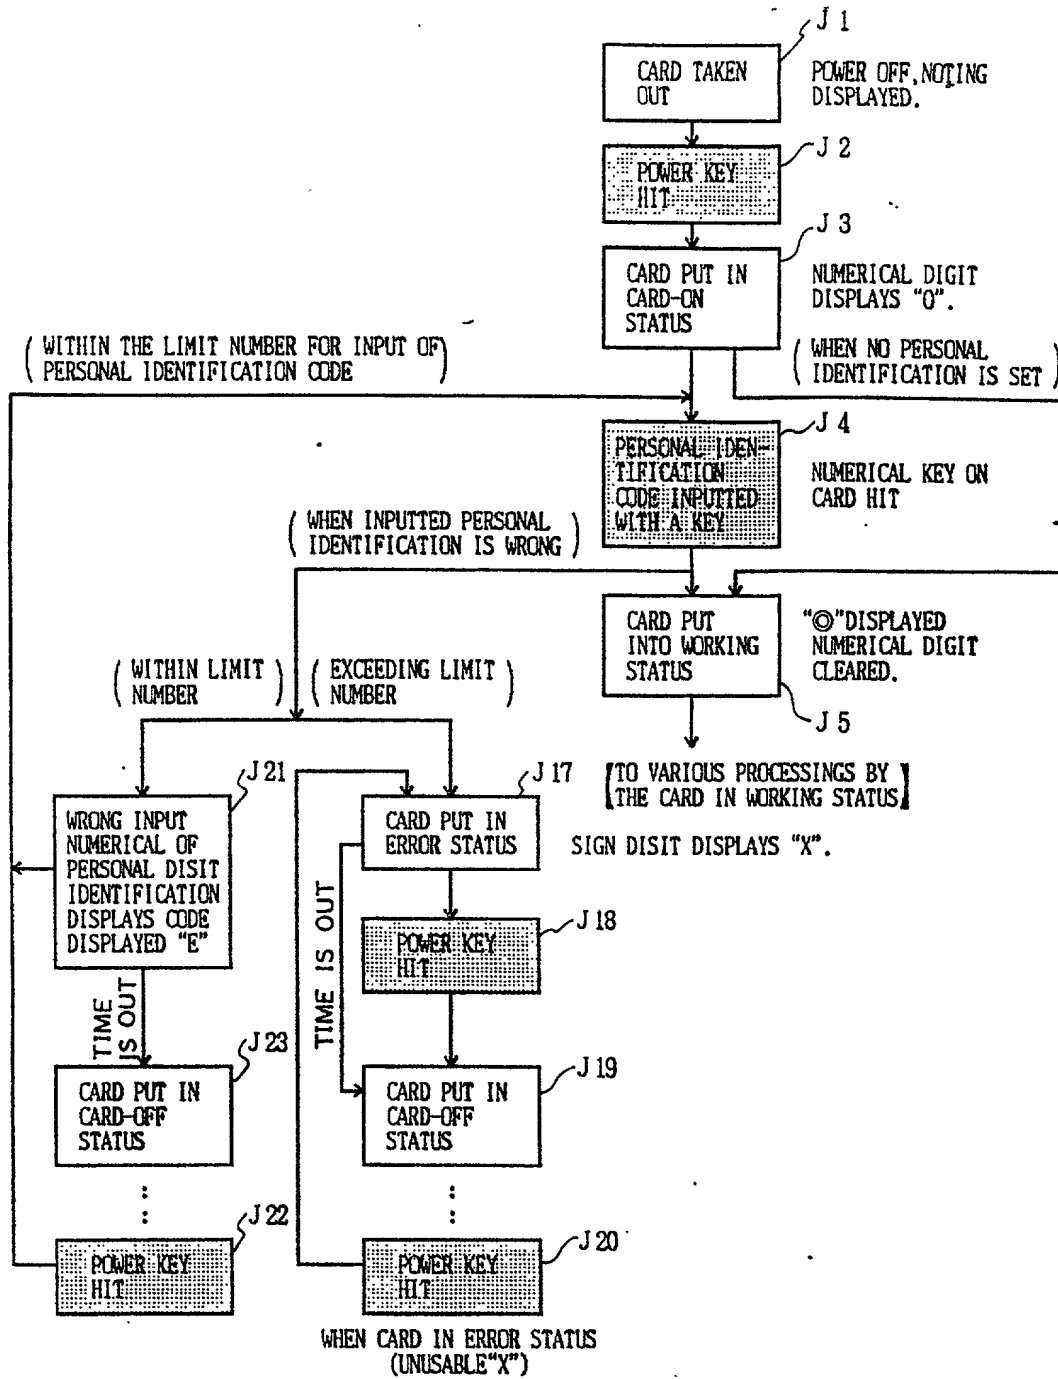 J 1
CARD TAKEN
OUT
POWER OFF, NOTING
DISPLAYED.
J 2
POWER KEY
HIT
J 3
CARD PUT IN
CARD-ON
STATUS
NUMERICAL DIGIT
DISPLAYS "0".
( WITHIN THE LIMIT NUMBER FOR INPUT OF
PERSONAL IDENTIFICATION CODE )
( WHEN NO PERSONAL
IDENTIFICATION IS SET )
J 4
PERSONAL IDEN-
TIFICATION
CODE INPUTTED
WITH A KEY
NUMERICAL KEY ON
CARD HIT
( WHEN INPUTTED PERSONAL
IDENTIFICATION IS WRONG )
CARD PUT
INTO WORKING
STATUS
"◎"DISPLAYED
NUMERICAL DIGIT
CLEARED.
J 5
( WITHIN LIMIT
NUMBER )
( EXCEEDING LIMIT
NUMBER )
[TO VARIOUS PROCESSINGS BY
THE CARD IN WORKING STATUS]
J 21
WRONG INPUT
NUMERICAL OF
PERSONAL DISIT
IDENTIFICATION
DISPLAYS CODE
DISPLAYED "E"
J 17
CARD PUT IN
ERROR STATUS
SIGN DISIT DISPLAYS "X".
TIME IS OUT
J 18
POWER KEY
HIT
TIME
IS OUT
J 23
CARD PUT IN
CARD-OFF
STATUS
J 19
CARD PUT IN
CARD-OFF
STATUS
J 22
POWER KEY
HIT
J 20
POWER KEY
HIT
WHEN CARD IN ERROR STATUS
(UNUSABLE"X")